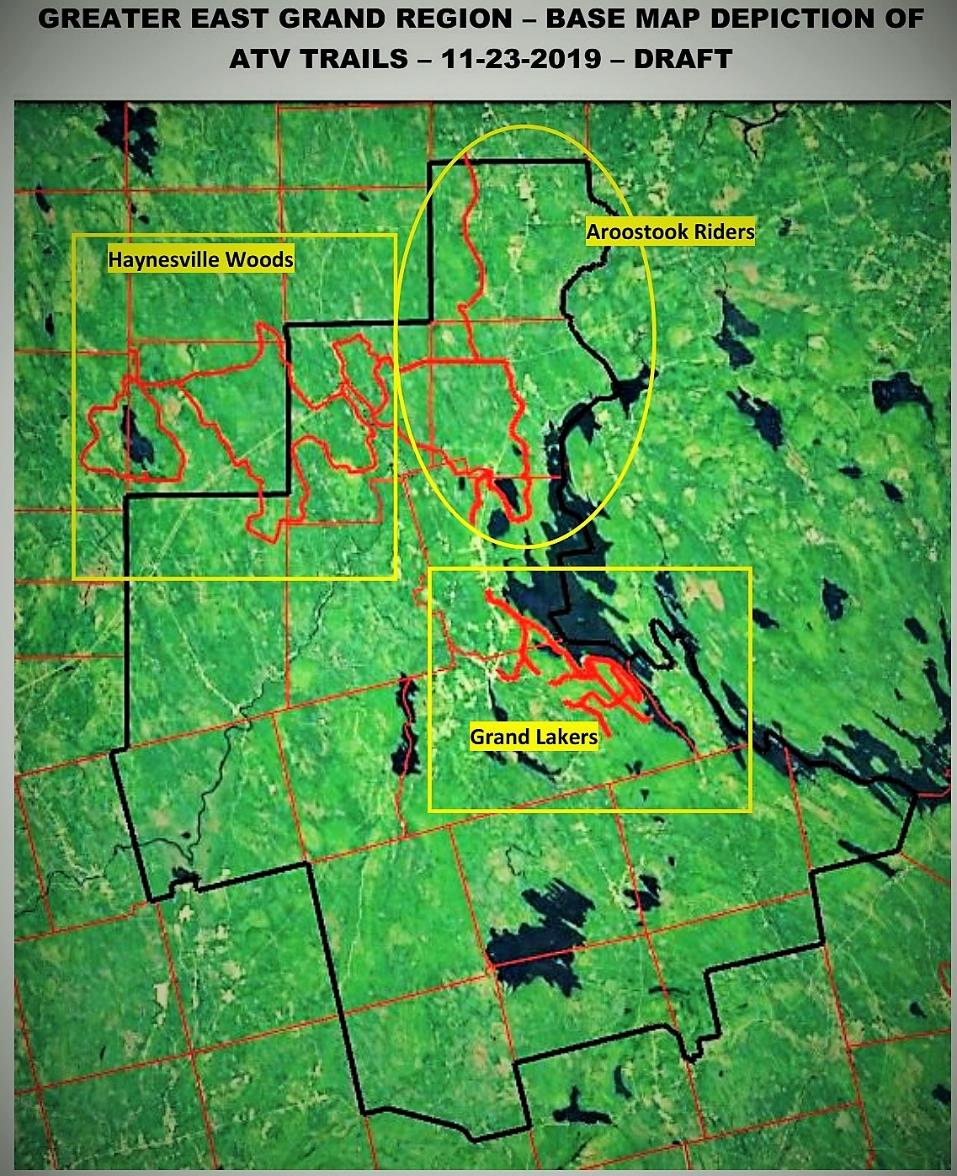 GREATER EAST GRAND REGION – BASE MAP DEPICTION OF
ATV TRAILS – 11-23-2019 – DRAFT
Aroostook Riders
Haynesville Woods
Grand Lakers